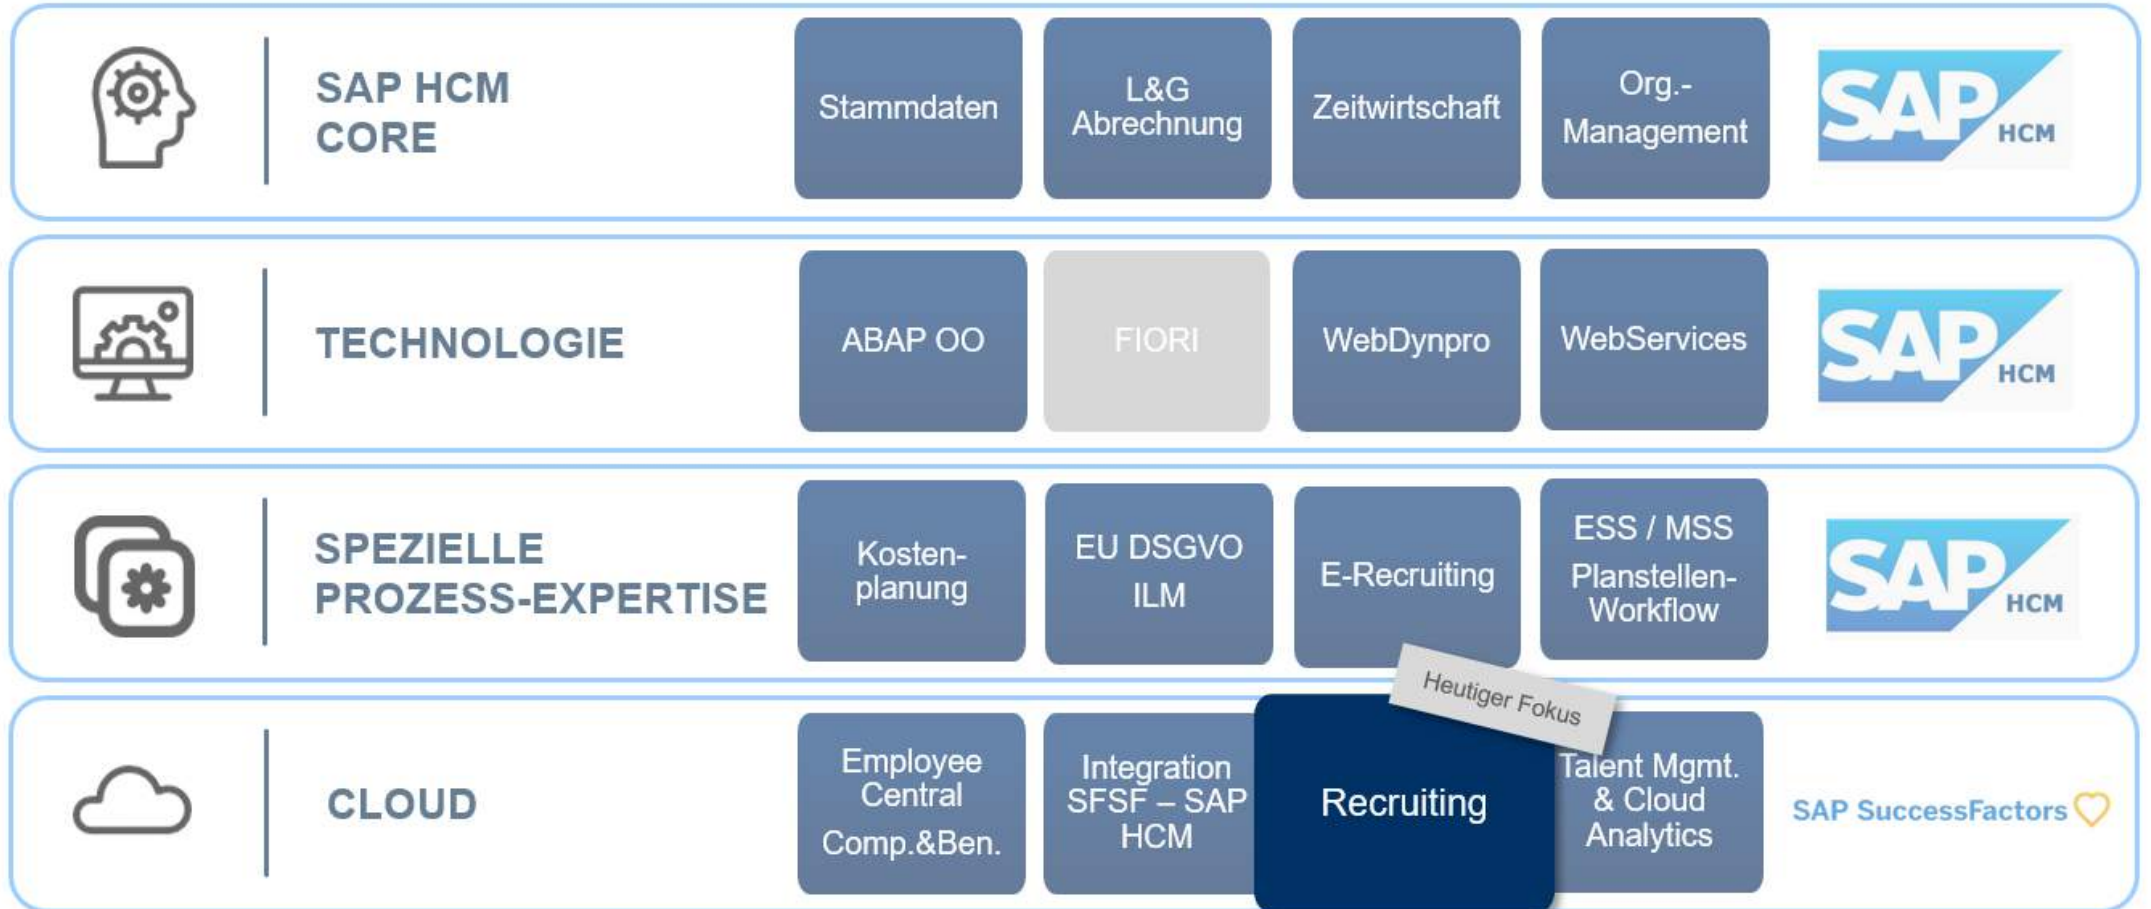 SAP HCM
CORE
Stammdaten
L&G
Abrechnung
Zeitwirtschaft
Org.-
Management
SAP
HCM
TECHNOLOGIE
ABAP OO
FIORI
WebDynpro
WebServices
SAP
HCM
SPEZIELLE
PROZESS-EXPERTISE
Kosten-
planung
EU DSGVO
ILM
E-Recruiting
ESS / MSS
Planstellen-
Workflow
SAP
HCM
CLOUD
Employee
Central
Comp.&Ben.
Integration
SFSF – SAP
HCM
Heutiger Fokus
Recruiting
Talent Mgmt.
& Cloud
Analytics
SAP SuccessFactors